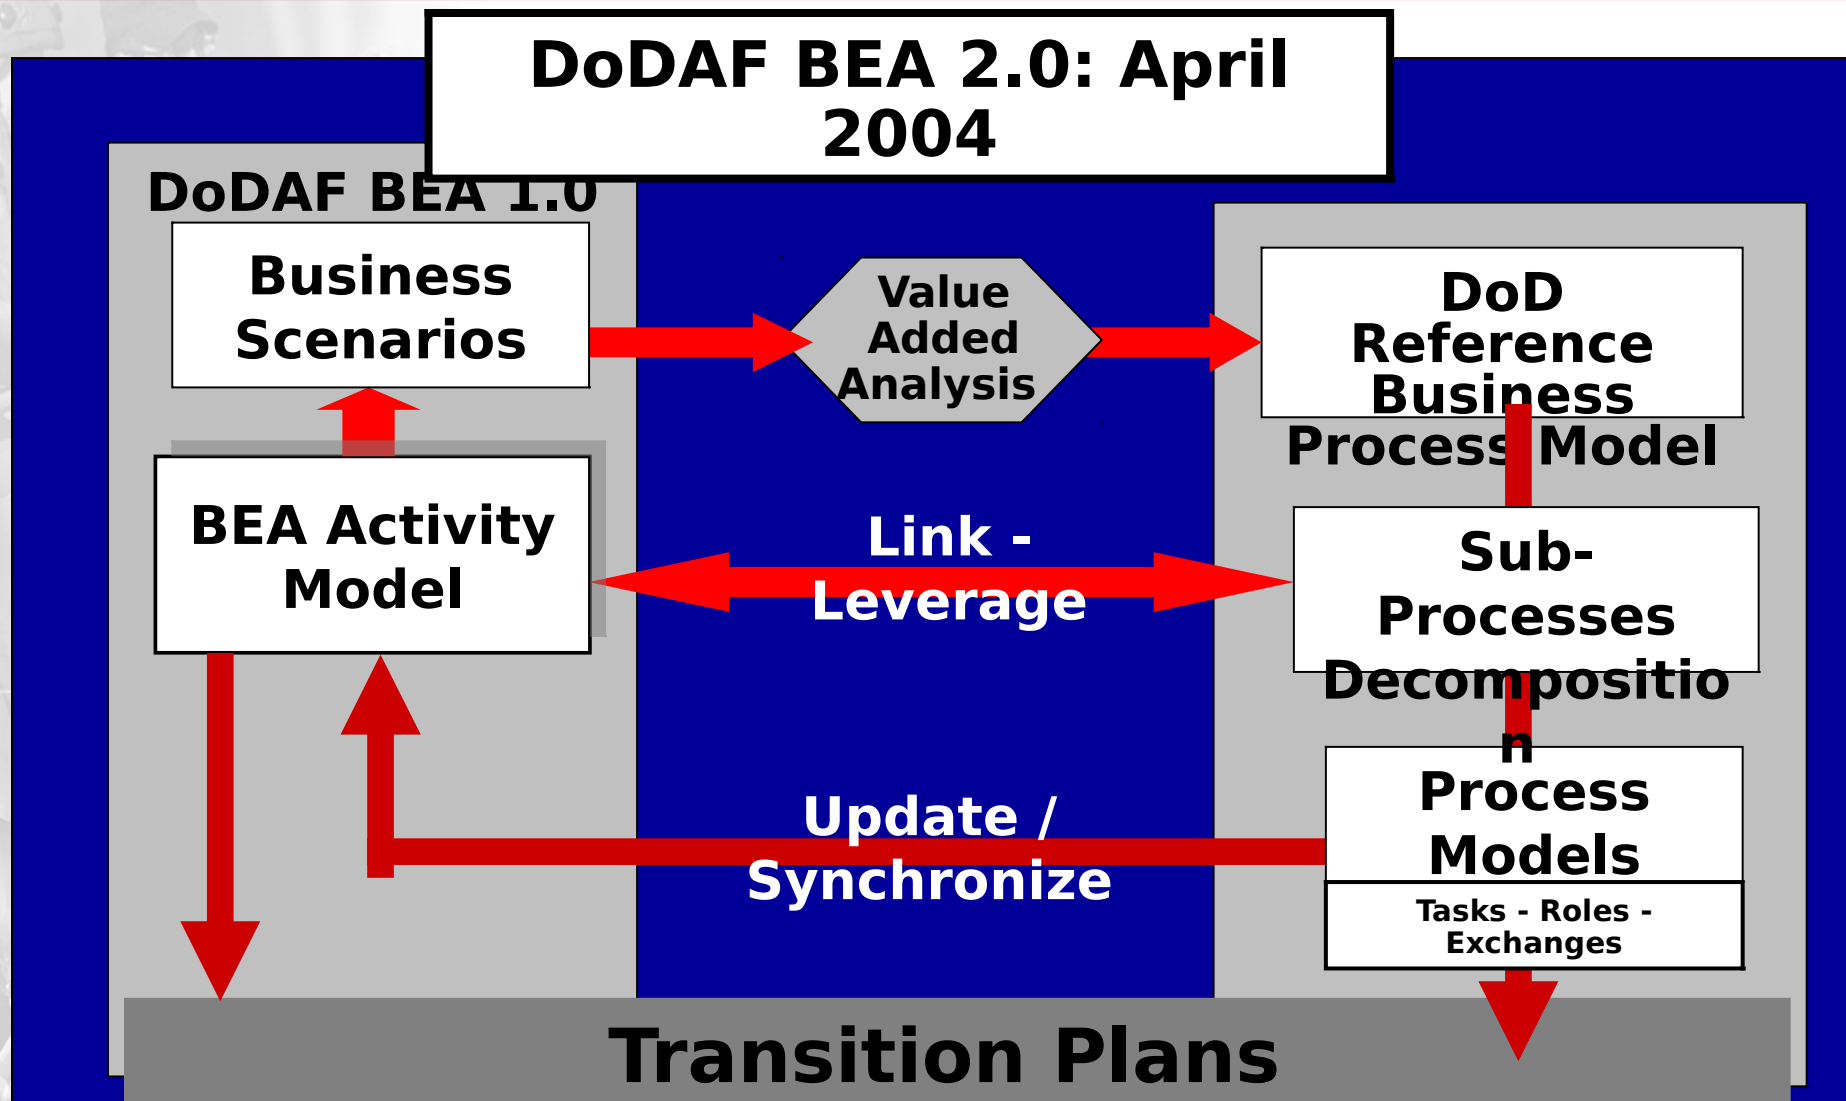 DoDAF BEA 2.0: April
2004
DoDAF BEA 1.0
Business
Scenarios
Value
Added
Analysis
DoD
Reference
Business
Process Model
BEA Activity
Model
Link -
Leverage
Sub-
Processes
Decompositio
n
Update /
Synchronize
Process
Models
Tasks - Roles -
Exchanges
Transition Plans